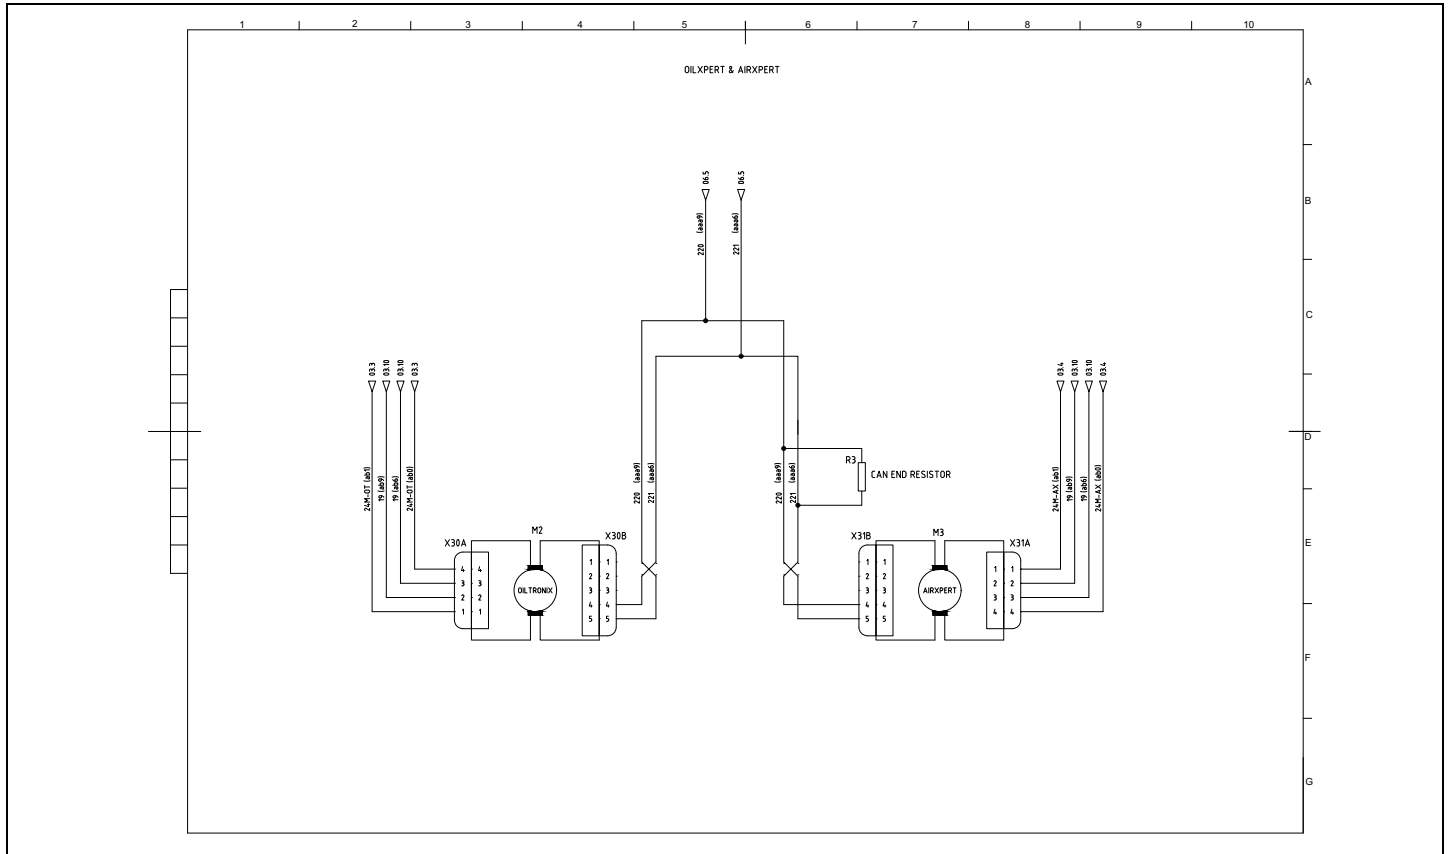 1 2 3 4 5 6 7 8 9 10
OILXPERT & AIRXPERT
A
B
C
D
E
F
G
06.5 06.5
220 (aaa9) 221 (aaa6)
03.3 03.10 03.10 03.3
03.4 03.10 03.10 03.4
24M-OT (ab1) 19 (ab9) 19 (ab6) 24M-OT (ab0)
220 (aaa9) 221 (aaa6)
220 (aaa9) 221 (aaa6)
R3
CAN END RESISTOR
24M-AX (ab1) 19 (ab9) 19 (ab6) 24M-AX (ab0)
X30A M2 X30B
X31B M3 X31A
4 4
3 3
2 2
1 1
OILTRONIX
1 1
2 2
3 3
4 4
5 5
1 1
2 2
3 3
4 4
5 5
AIRXPERT
1 1
2 2
3 3
4 4